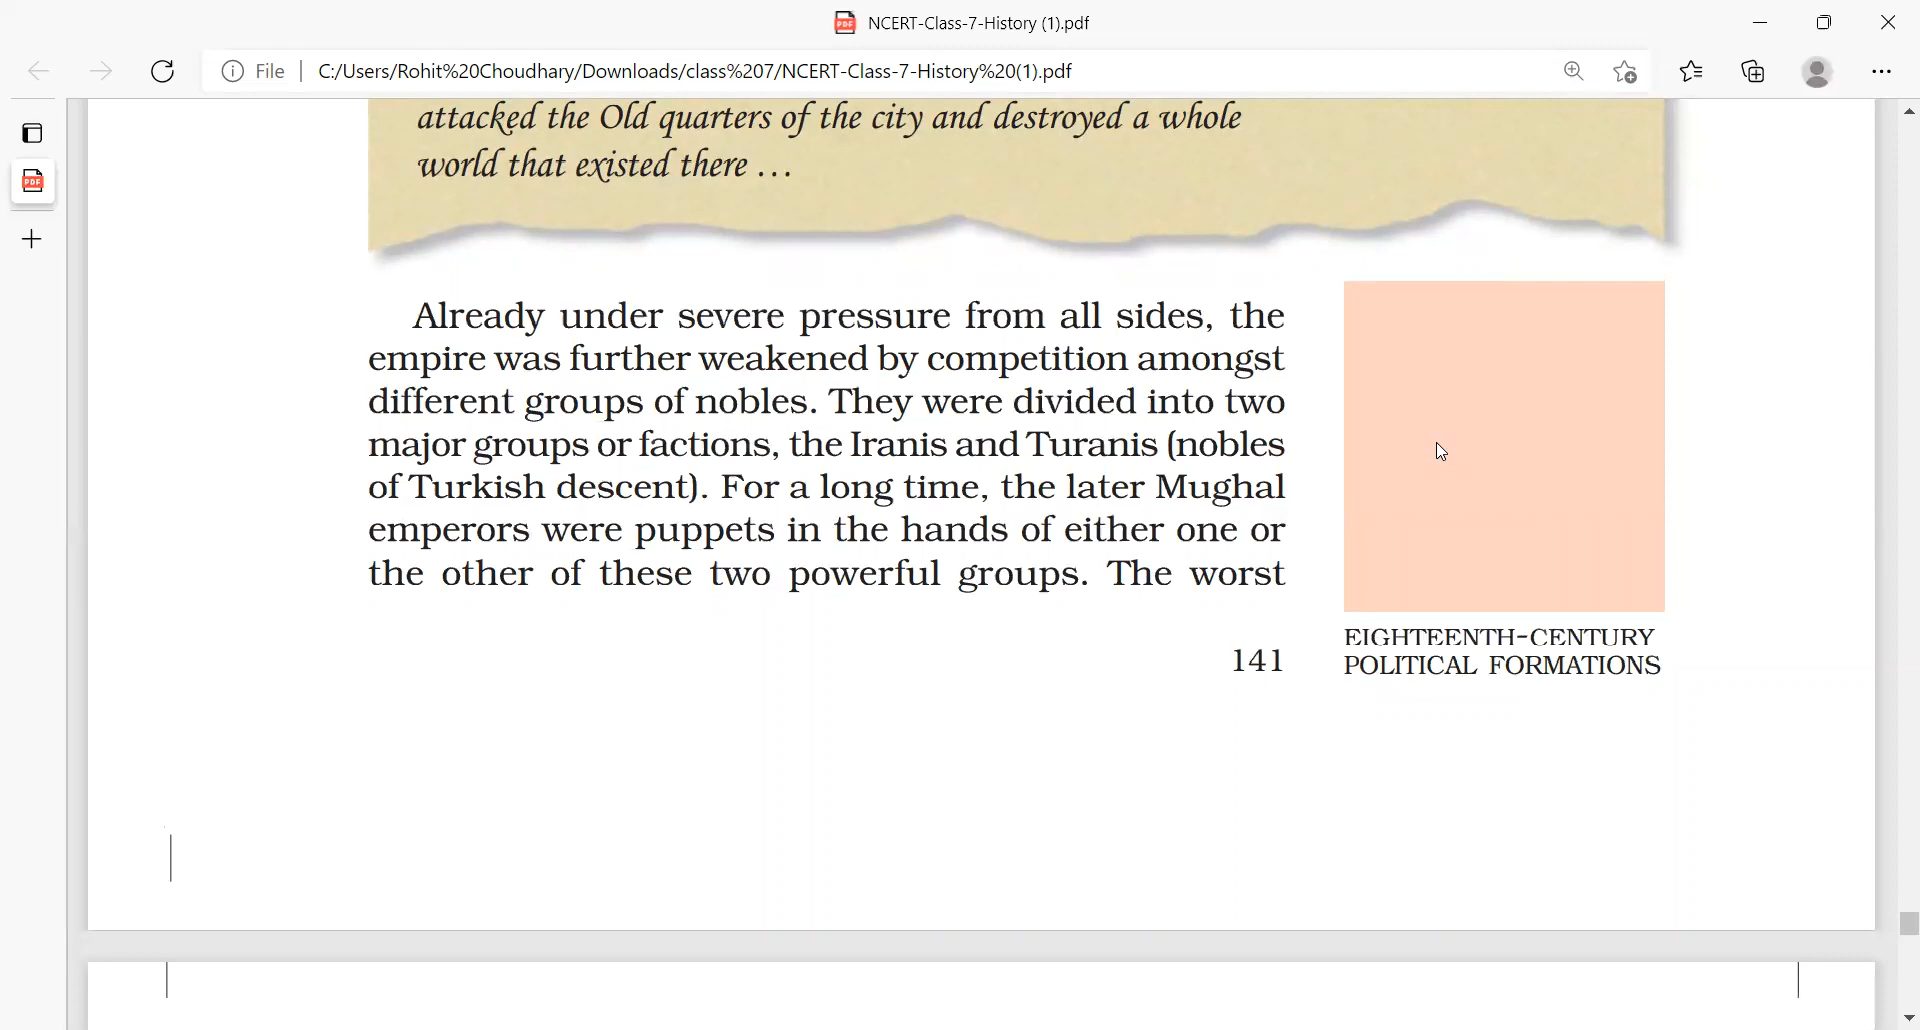 NCERT-Class-7-History (1).pdf
File
C:/Users/Rohit%20Choudhary/Downloads/class%207/NCERT-Class-7-History%20(1).pdf
PDF
attacked the Old quarters of the city and destroyed a whole
world that existed there ...
Already under severe pressure from all sides, the
empire was further weakened by competition amongst
different groups of nobles. They were divided into two
major groups or factions, the Iranis and Turanis (nobles
of Turkish descent). For a long time, the later Mughal
emperors were puppets in the hands of either one or
the other of these two powerful groups. The worst
141
EIGHTEENTH-CENTURY
POLITICAL FORMATIONS